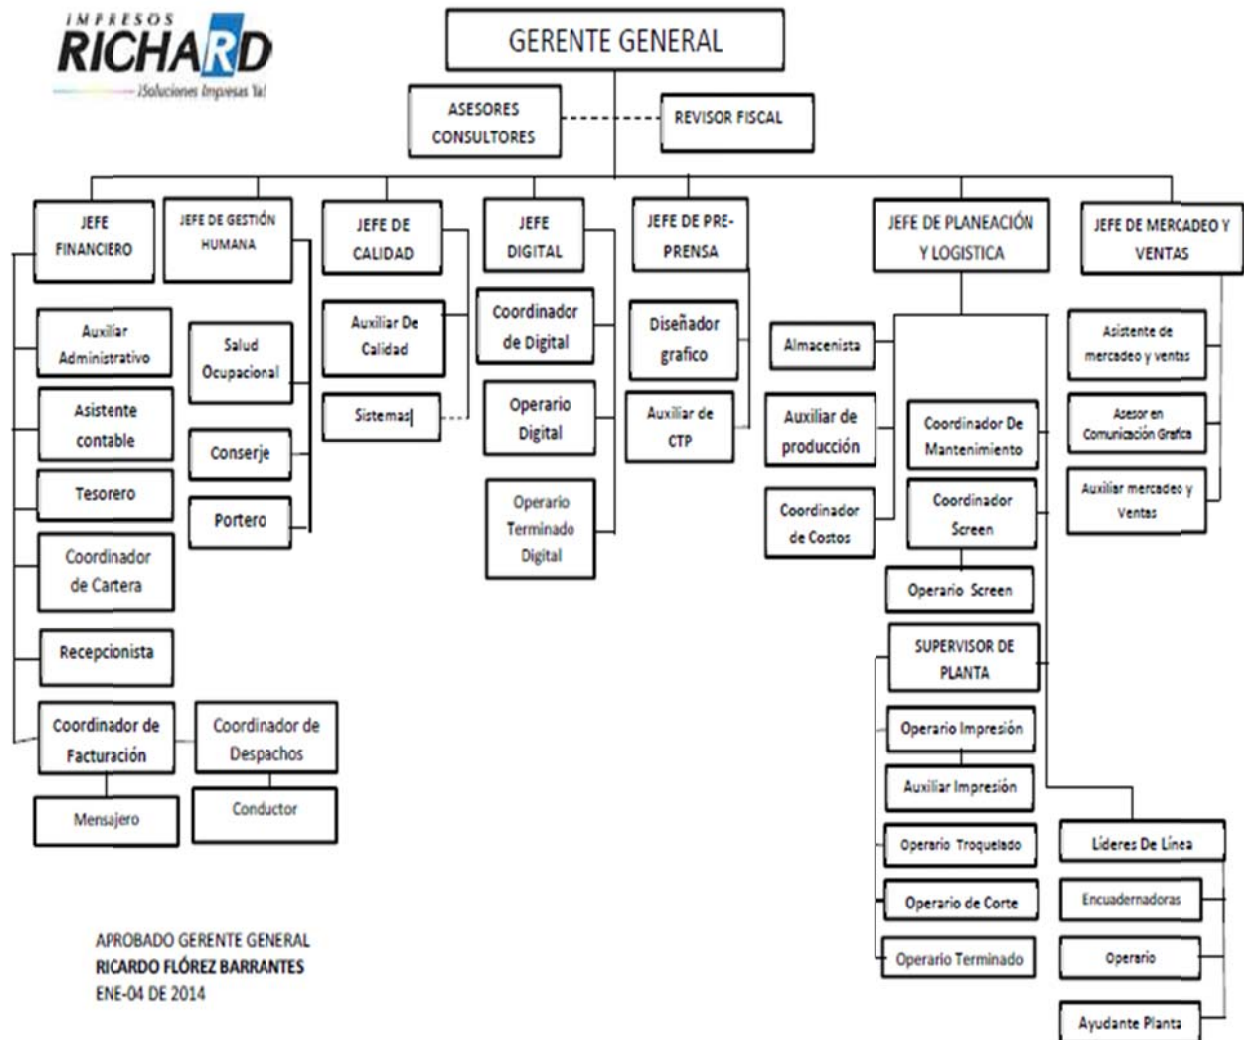 IMPRESOS
RICHARD
¡Soluciones Impresas Ya!
GERENTE GENERAL
ASESORES
CONSULTORES
REVISOR FISCAL
JEFE
FINANCIERO
JEFE DE GESTIÓN
HUMANA
JEFE DE
CALIDAD
JEFE
DIGITAL
JEFE DE PRE-
PRENSA
JEFE DE PLANEACIÓN
Y LOGISTICA
JEFE DE MERCADEO Y
VENTAS
Auxiliar
Administrativo
Asistente
contable
Tesorero
Coordinador
de Cartera
Recepcionista
Coordinador de
Facturación
Mensajero
Coordinador de
Despachos
Conductor
Salud
Ocupacional
Conserje
Portero
Auxiliar De
Calidad
Sistemas
Coordinador
de Digital
Operario
Digital
Operario
Terminado
Digital
Diseñador
grafico
Auxiliar de
CTP
Almacenista
Auxiliar de
producción
Coordinador
de Costos
Coordinador De
Mantenimiento
Coordinador
Screen
Operario Screen
SUPERVISOR DE
PLANTA
Operario Impresión
Auxiliar Impresión
Operario Troquelado
Operario de Corte
Operario Terminado
Líderes De Línea
Encuadernadoras
Operario
Ayudante Planta
Asistente de
mercadeo y ventas
Asesor en
Comunicación Grafica
Auxiliar mercadeo y
Ventas
APROBADO GERENTE GENERAL
RICARDO FLÓREZ BARRANTES
ENE-04 DE 2014